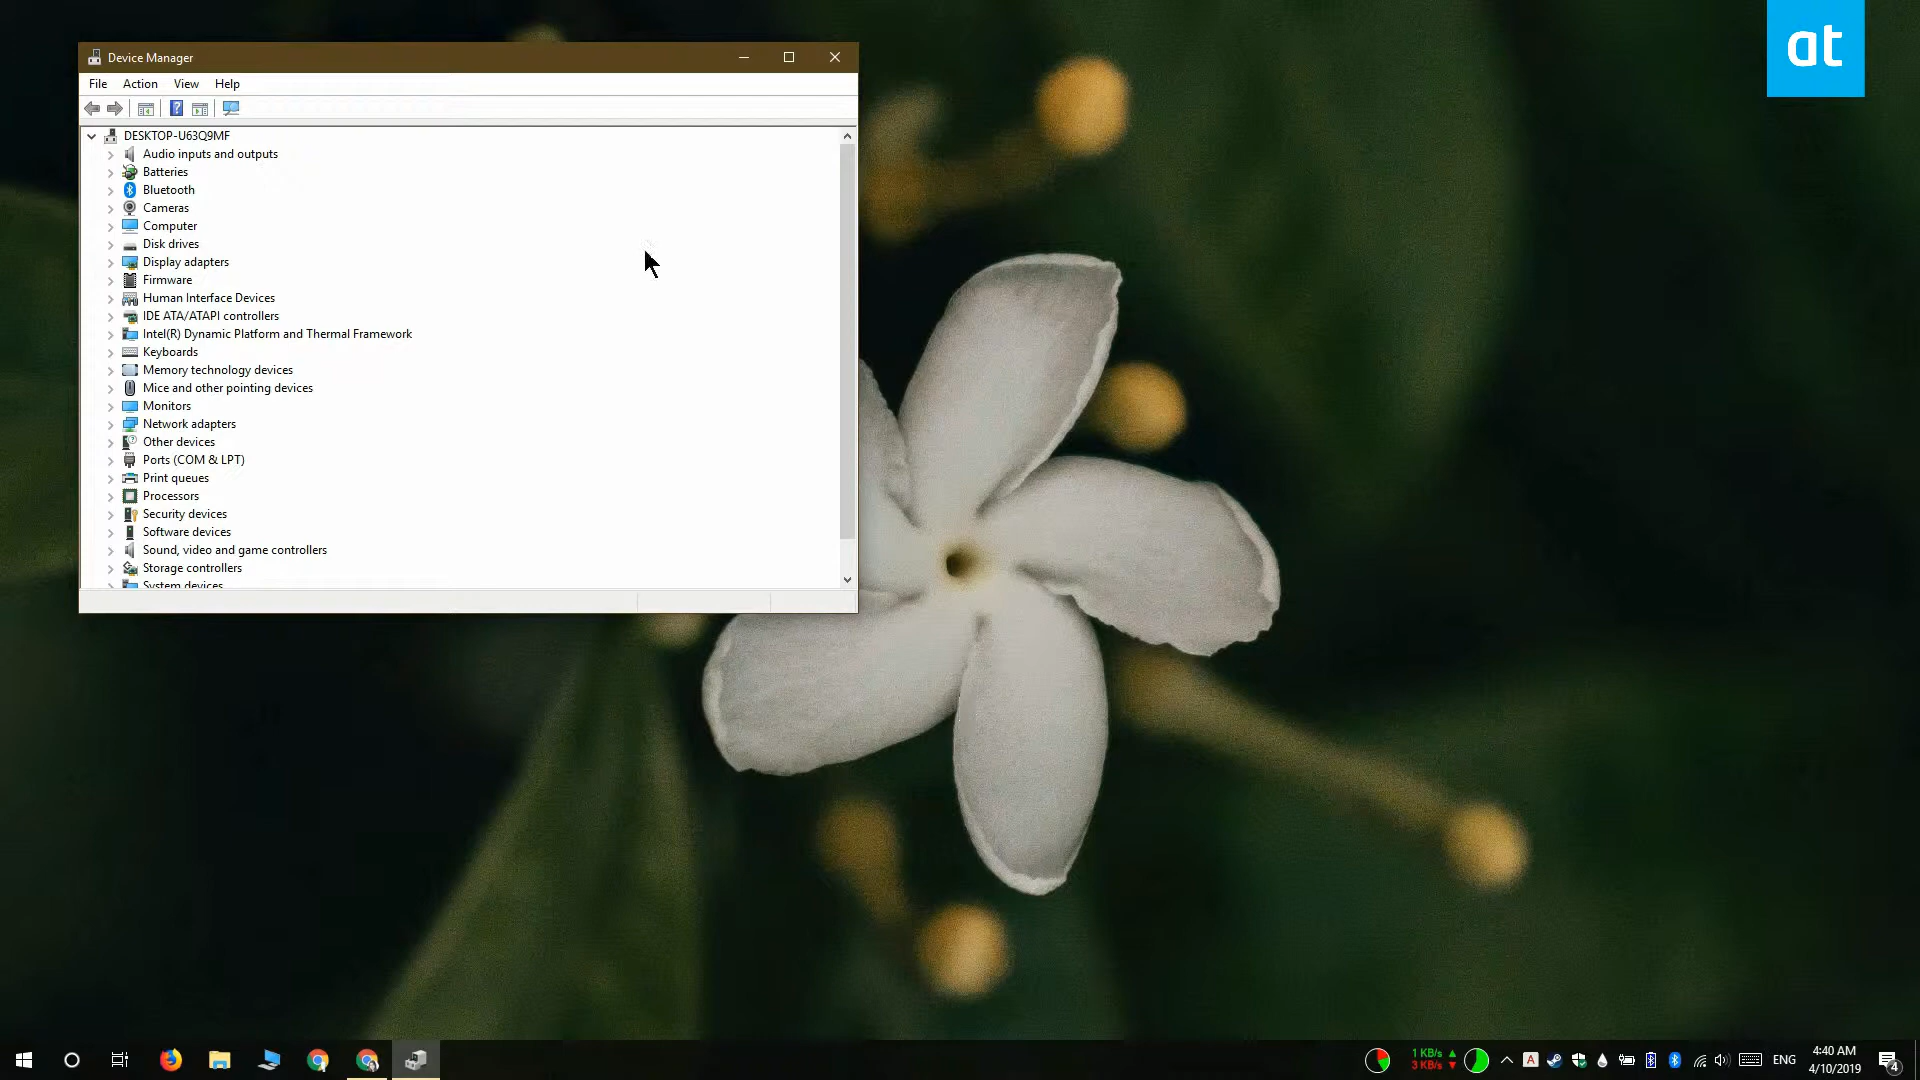 at
Device Manager
File Action View Help
DESKTOP-U63Q9MF
Audio inputs and outputs
Batteries
Bluetooth
Cameras
Computer
Disk drives
Display adapters
Firmware
Human Interface Devices
IDE ATA/ATAPI controllers
Intel(R) Dynamic Platform and Thermal Framework
Keyboards
Memory technology devices
Mice and other pointing devices
Monitors
Network adapters
Other devices
Ports (COM & LPT)
Print queues
Processors
Security devices
Software devices
Sound, video and game controllers
Storage controllers
System devices
1 KB/s
3 KB/s
A
ENG
4:40 AM
4/10/2019
4